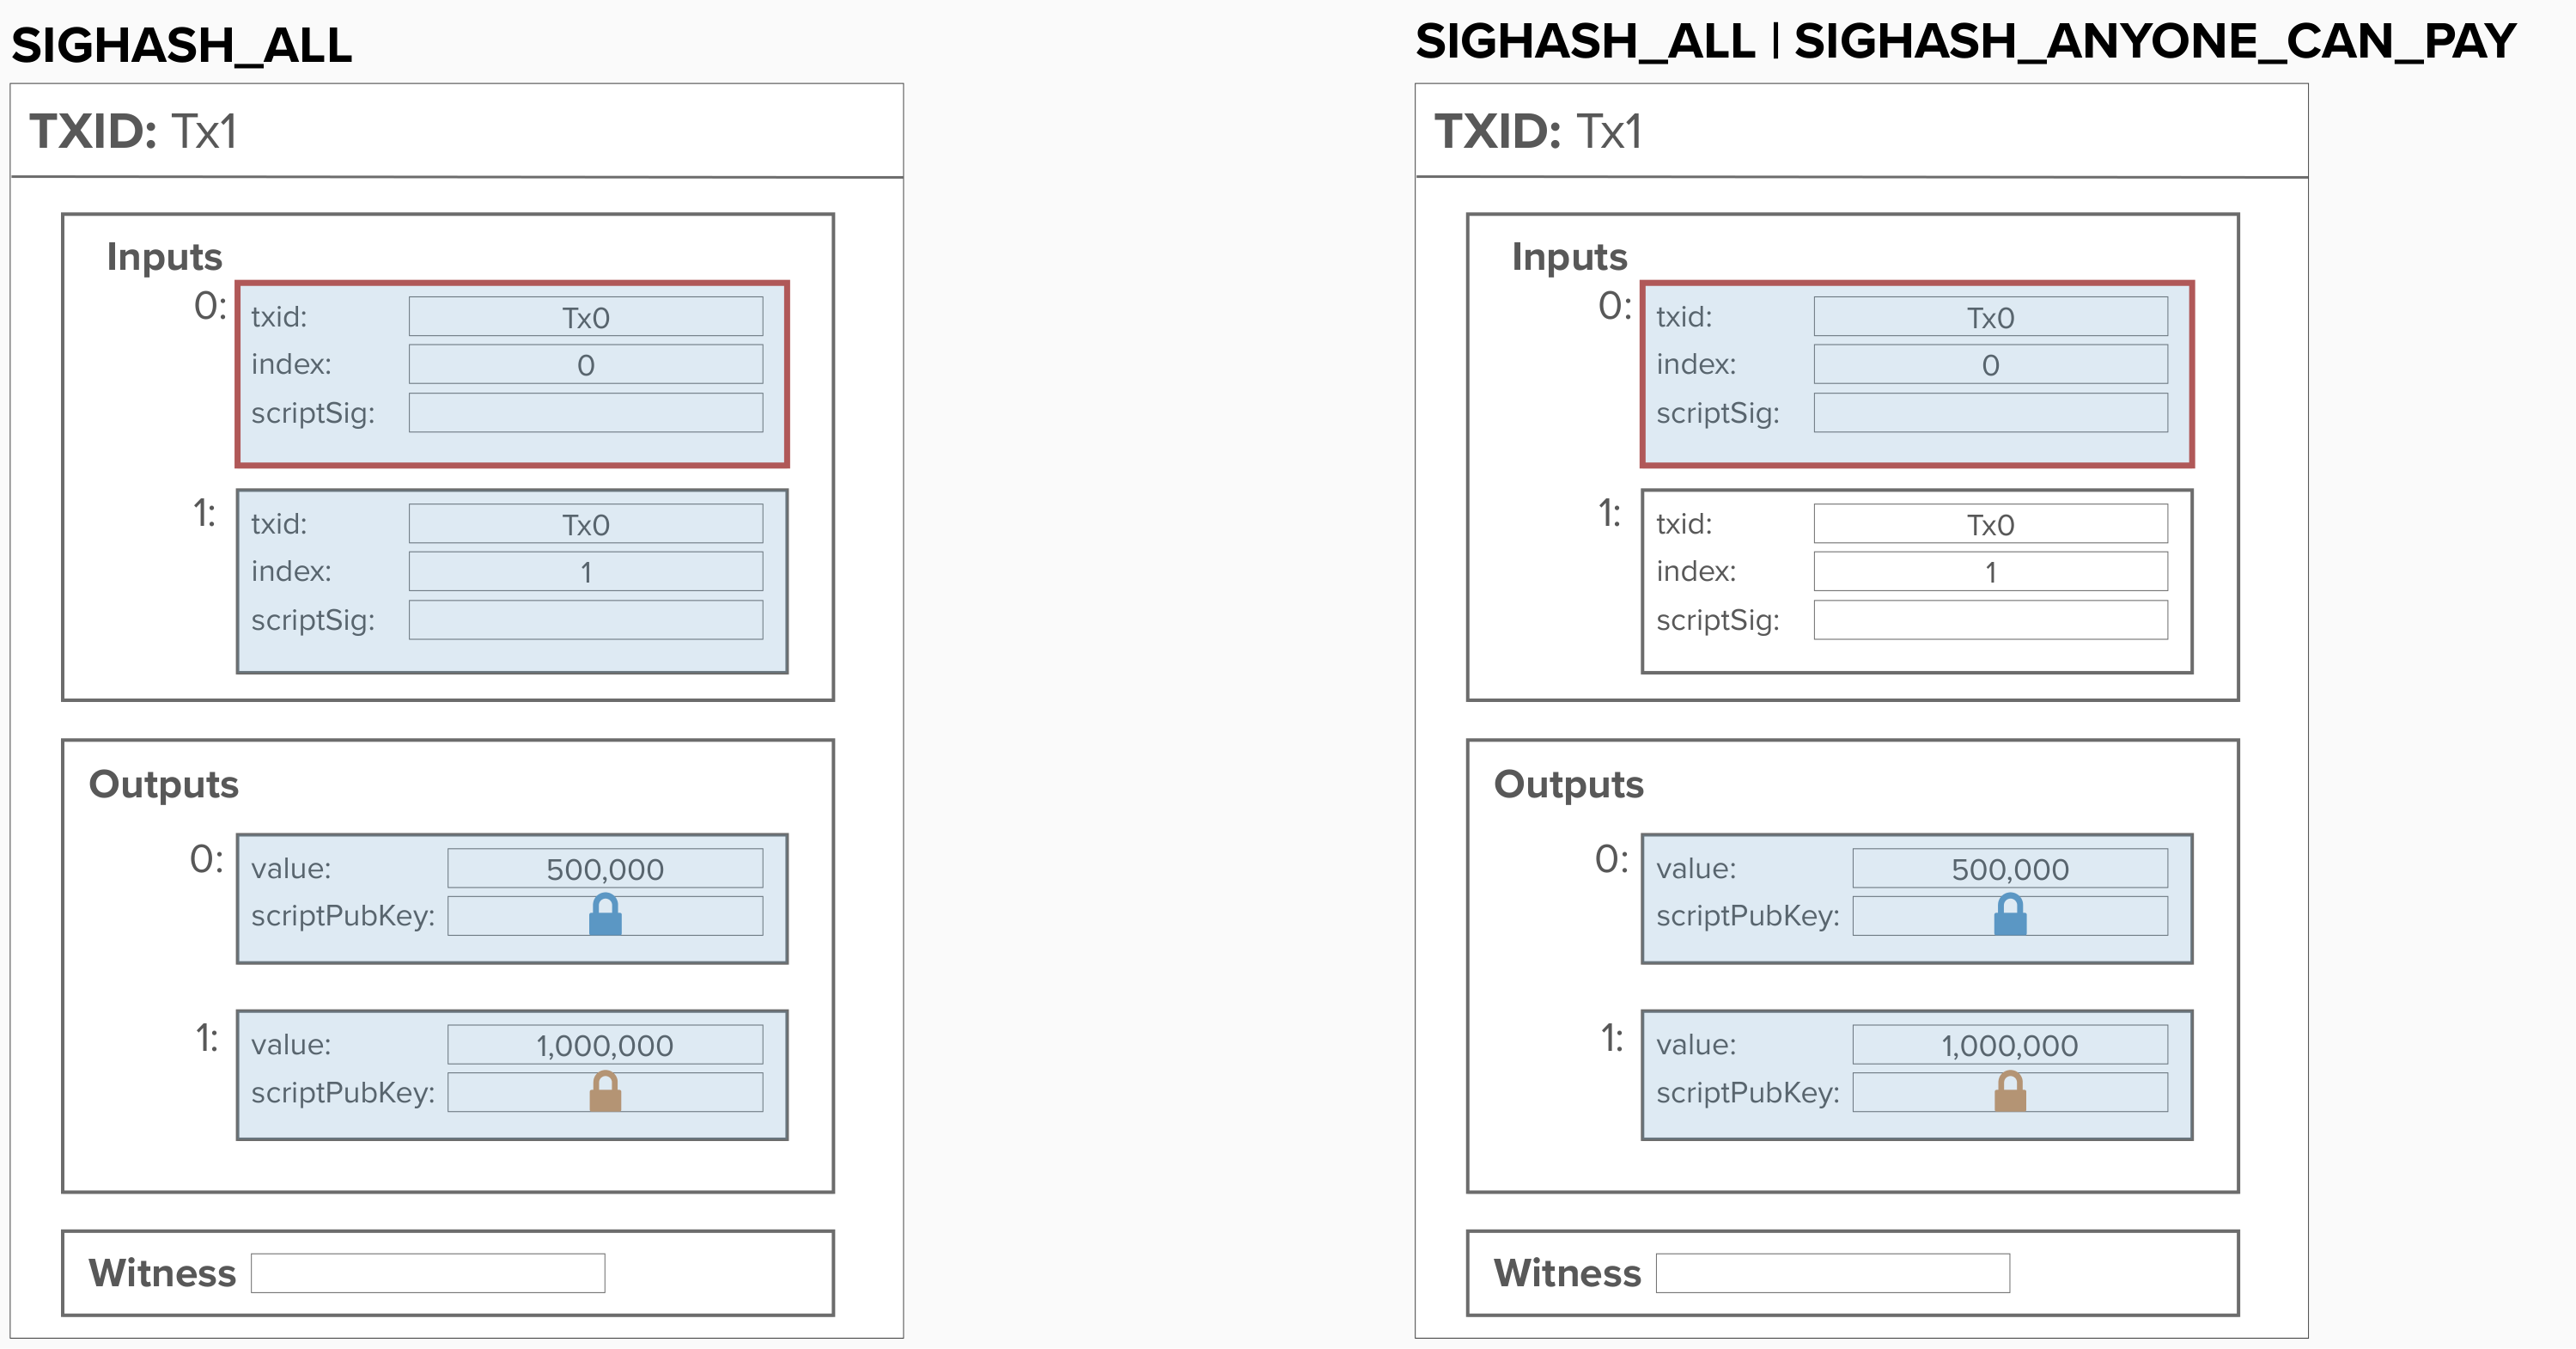 SIGHASH_ALL
TXID: Tx1
Inputs
0:
txid: Tx0
index: 0
scriptSig:
1:
txid: Tx0
index: 1
scriptSig:
Outputs
0:
value: 500,000
scriptPubKey:
1:
value: 1,000,000
scriptPubKey:
Witness
SIGHASH_ALL | SIGHASH_ANYONE_CAN_PAY
TXID: Tx1
Inputs
0:
txid: Tx0
index: 0
scriptSig:
1:
txid: Tx0
index: 1
scriptSig:
Outputs
0:
value: 500,000
scriptPubKey:
1:
value: 1,000,000
scriptPubKey:
Witness